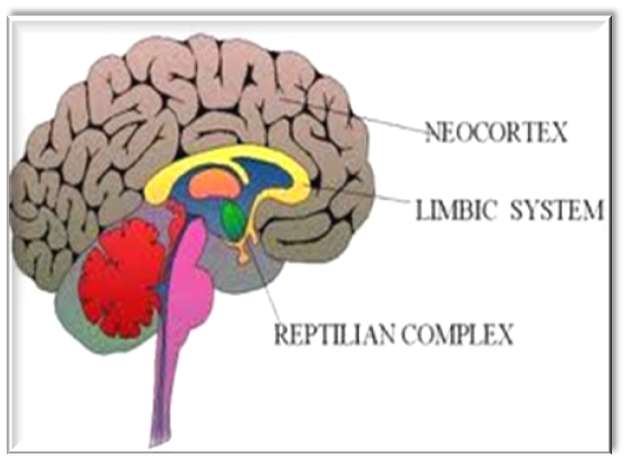 NEOCORTEX
LIMBIC SYSTEM
REPTILIAN COMPLEX